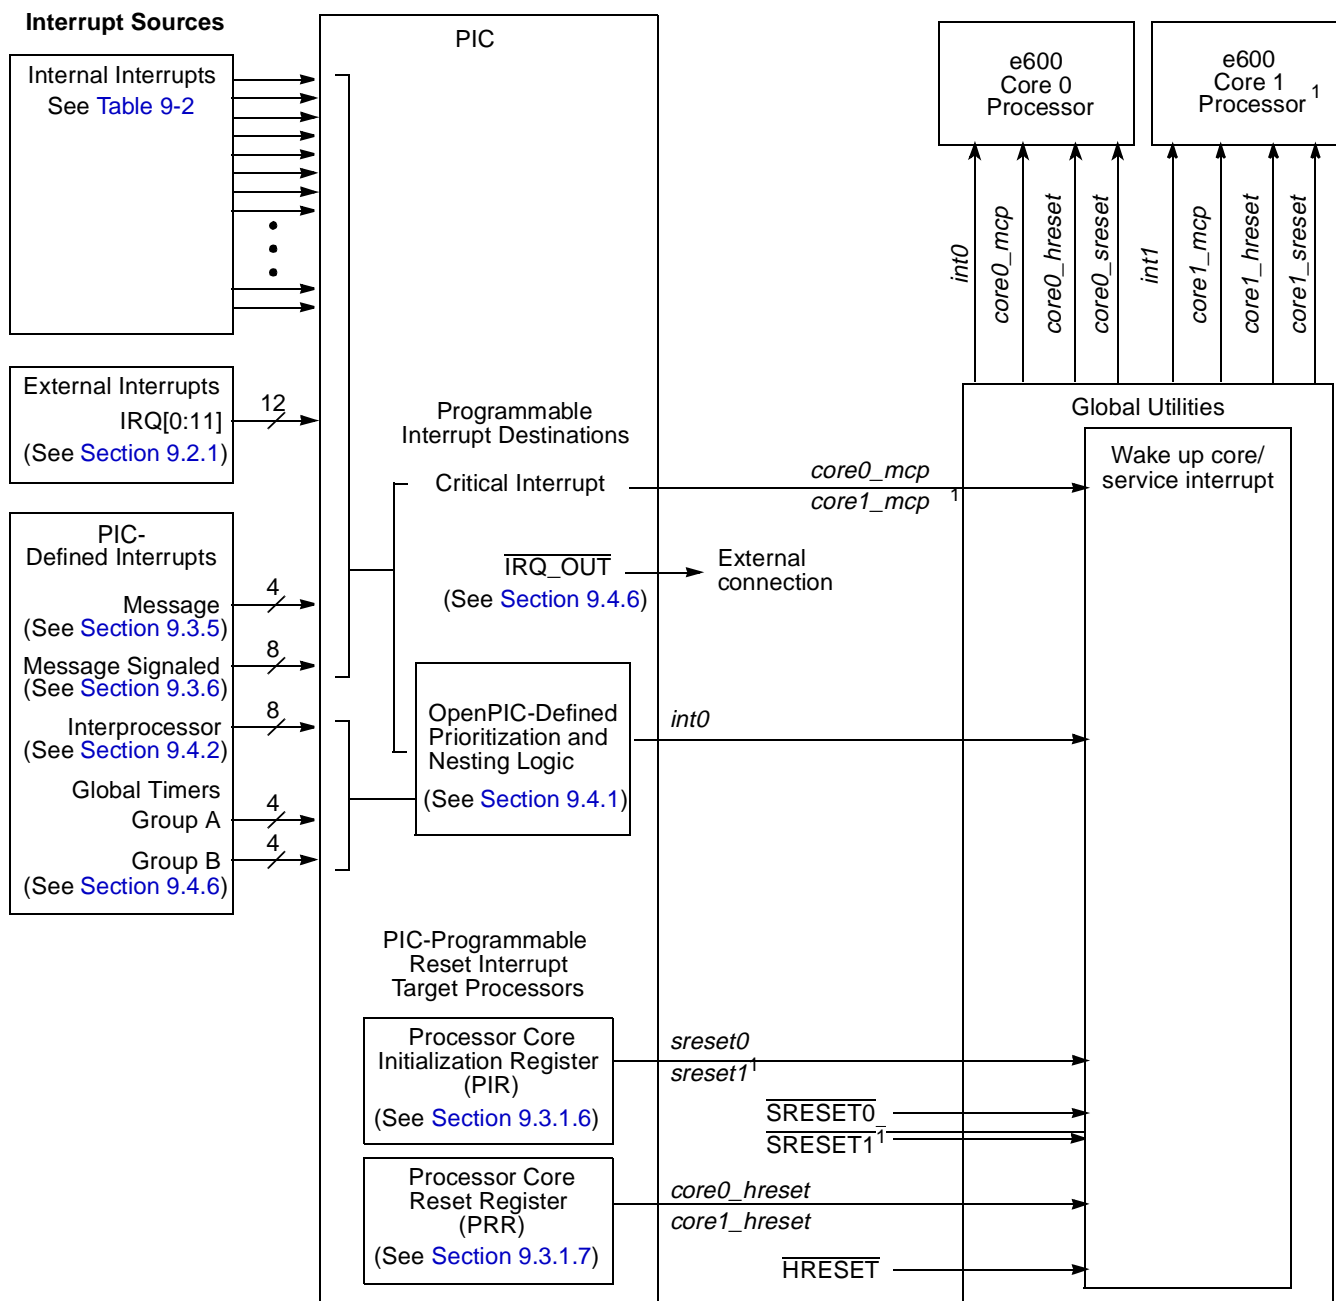 Interrupt Sources
Internal Interrupts
See Table 9-2
External Interrupts
IRQ[0:11]
(See Section 9.2.1)
12
PIC-
Defined Interrupts
Message
(See Section 9.3.5)
4
Message Signaled
(See Section 9.3.6)
8
Interprocessor
(See Section 9.4.2)
8
Global Timers
Group A
4
Group B
(See Section 9.4.6)
4
PIC
Programmable
Interrupt Destinations
Critical Interrupt
IRQ_OUT
(See Section 9.4.6)
External
connection
OpenPIC-Defined
Prioritization and
Nesting Logic
(See Section 9.4.1)
PIC-Programmable
Reset Interrupt
Target Processors
Processor Core
Initialization Register
(PIR)
(See Section 9.3.1.6)
Processor Core
Reset Register
(PRR)
(See Section 9.3.1.7)
core0_mcp
core1_mcp 1
int0
sreset0
sreset1 1
SRESET0
SRESET1 1
core0_hreset
core1_hreset
HRESET
e600
Core 0
Processor
e600
Core 1
Processor 1
int0
core0_mcp
core0_hreset
core0_sreset
int1
core1_mcp
core1_hreset
core1_sreset
Global Utilities
Wake up core/
service interrupt